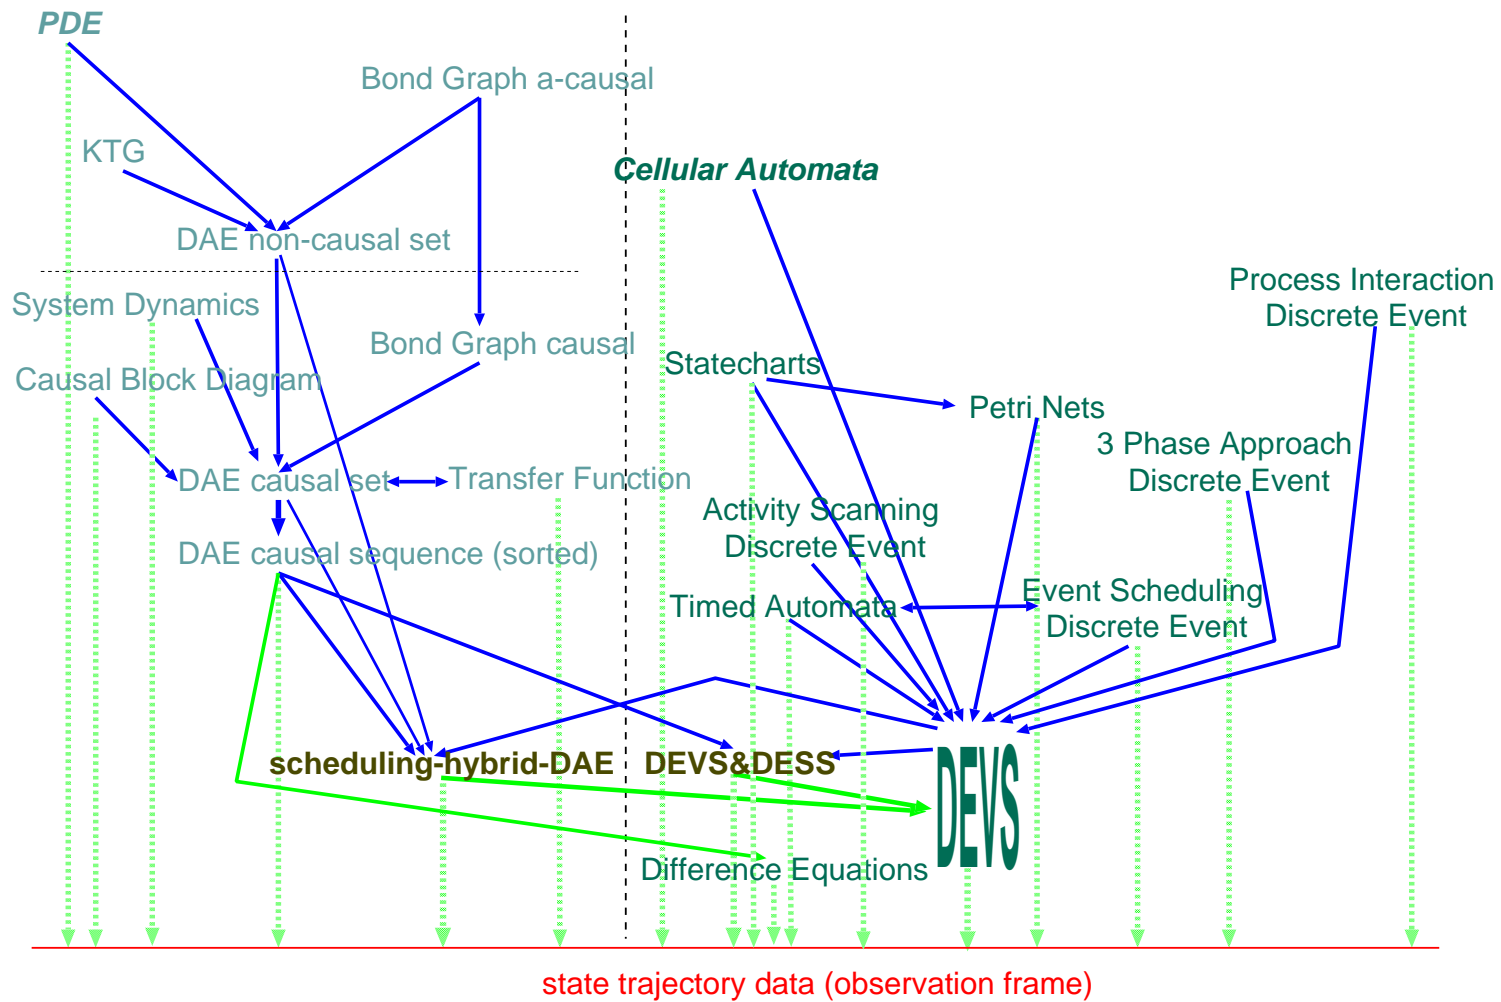 PDE
Bond Graph a-causal
KTG
Cellular Automata
DAE non-causal set
Process Interaction
Discrete Event
System Dynamics
Bond Graph causal
Statecharts
Causal Block Diagram
Petri Nets
3 Phase Approach
Discrete Event
DAE causal set
Transfer Function
Activity Scanning
Discrete Event
DAE causal sequence (sorted)
Event Scheduling
Discrete Event
Timed Automata
scheduling-hybrid-DAE
DEVS&DESS
DEVS
Difference Equations
state trajectory data (observation frame)